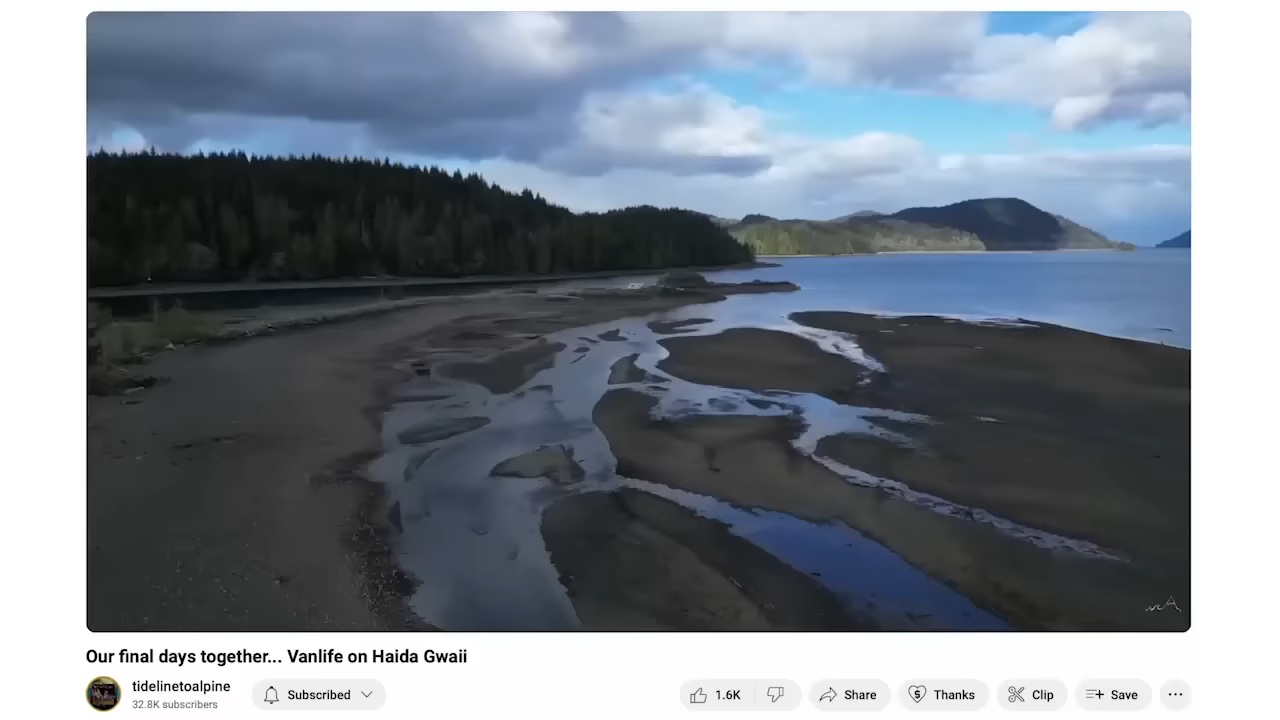 Our final days together... Vanlife on Haida Gwaii
tidelinetoalpine
32.8K subscribers
Subscribed
1.6K
Share
Thanks
Clip
Save